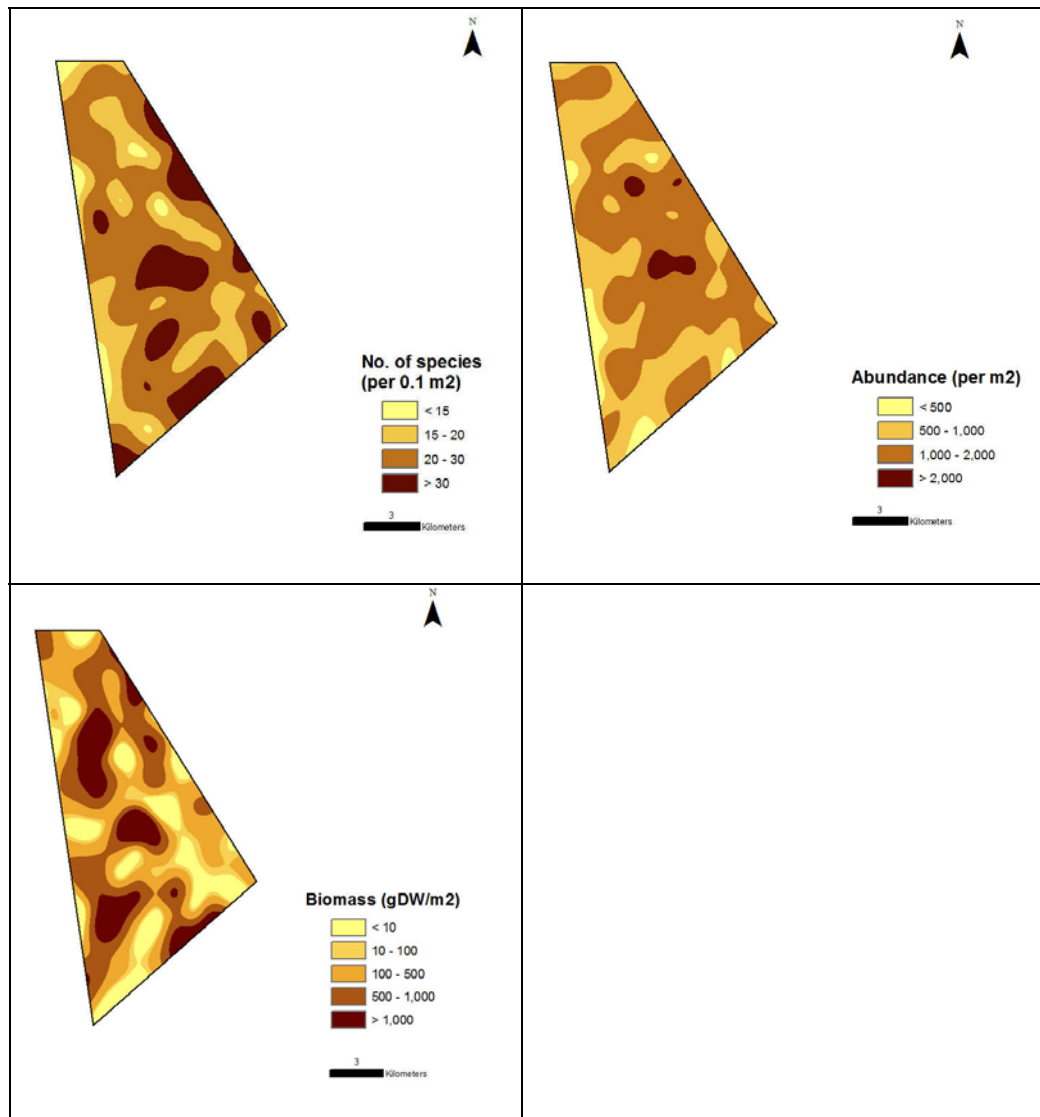 N
No. of species
(per 0.1 m2)
< 15
15 - 20
20 - 30
> 30
3
Kilometers
N
Abundance (per m2)
< 500
500 - 1,000
1,000 - 2,000
> 2,000
3
Kilometers
N
Biomass (gDW/m2)
< 10
10 - 100
100 - 500
500 - 1,000
> 1,000
3
Kilometers